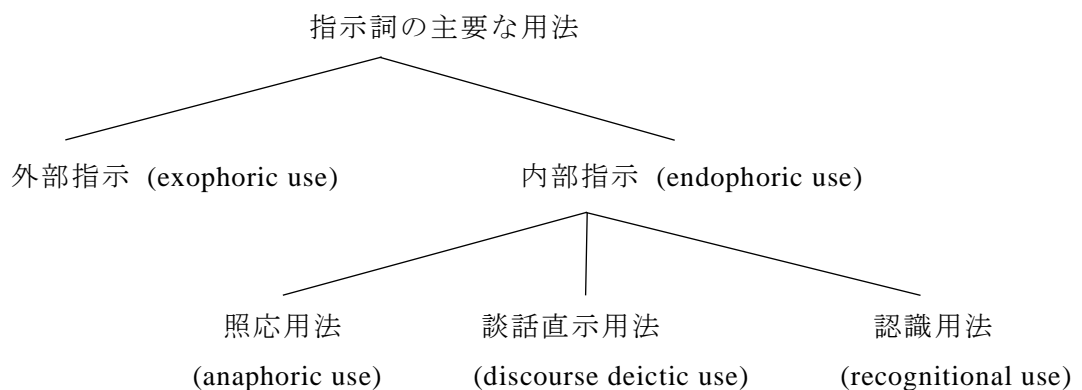 指示詞の主要な用法
外部指示 (exophoric use)
内部指示 (endophoric use)
照応用法
談話直示用法
認識用法
(anaphoric use)
(discourse deictic use)
(recognitional use)